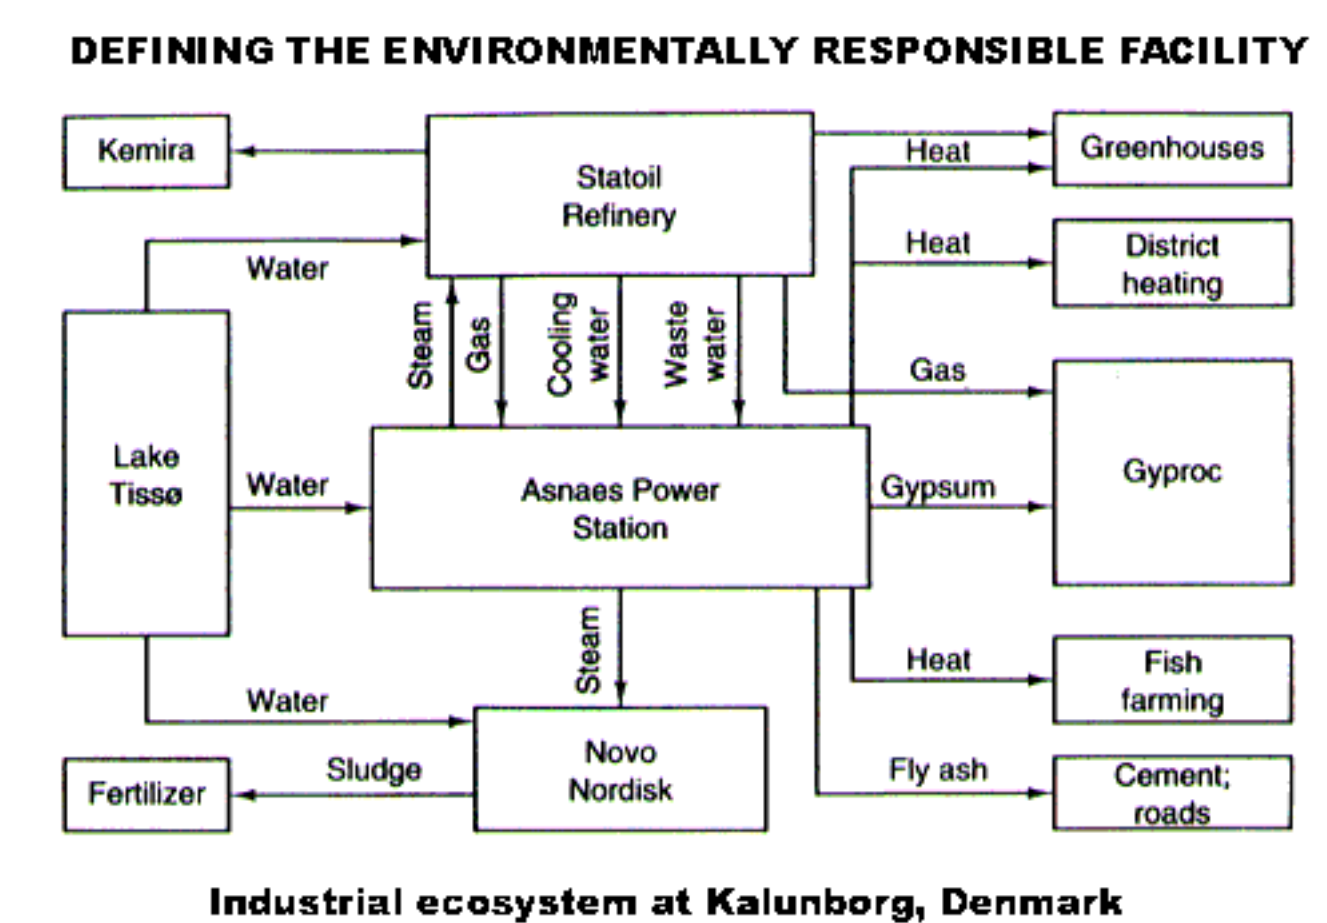 DEFINING THE ENVIRONMENTALLY RESPONSIBLE FACILITY
Kemira
Statoil
Refinery
Heat
Greenhouses
Water
Heat
District
heating
Steam
Gas
Cooling
water
Waste
water
Gas
Lake
Tissø
Water
Asnaes Power
Station
Gypsum
Gyproc
Steam
Heat
Fish
farming
Water
Novo
Nordisk
Sludge
Fertilizer
Fly ash
Cement;
roads
Industrial ecosystem at Kalunborg, Denmark